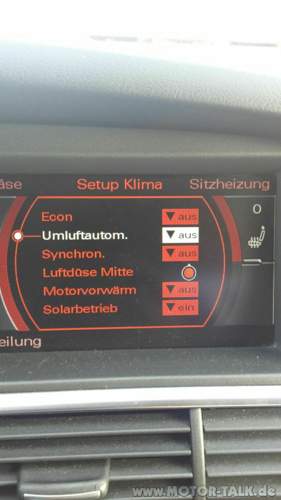 äse Setup Klima Sitzheizung
0
Econ ▼ aus
Umluftautom. ▼ aus
Synchron. ▼ aus
Luftdüse Mitte
Motorvorwärm ▼ aus
Solarbetrieb ▼ ein
eilung
www.MOTOR-TALK.de